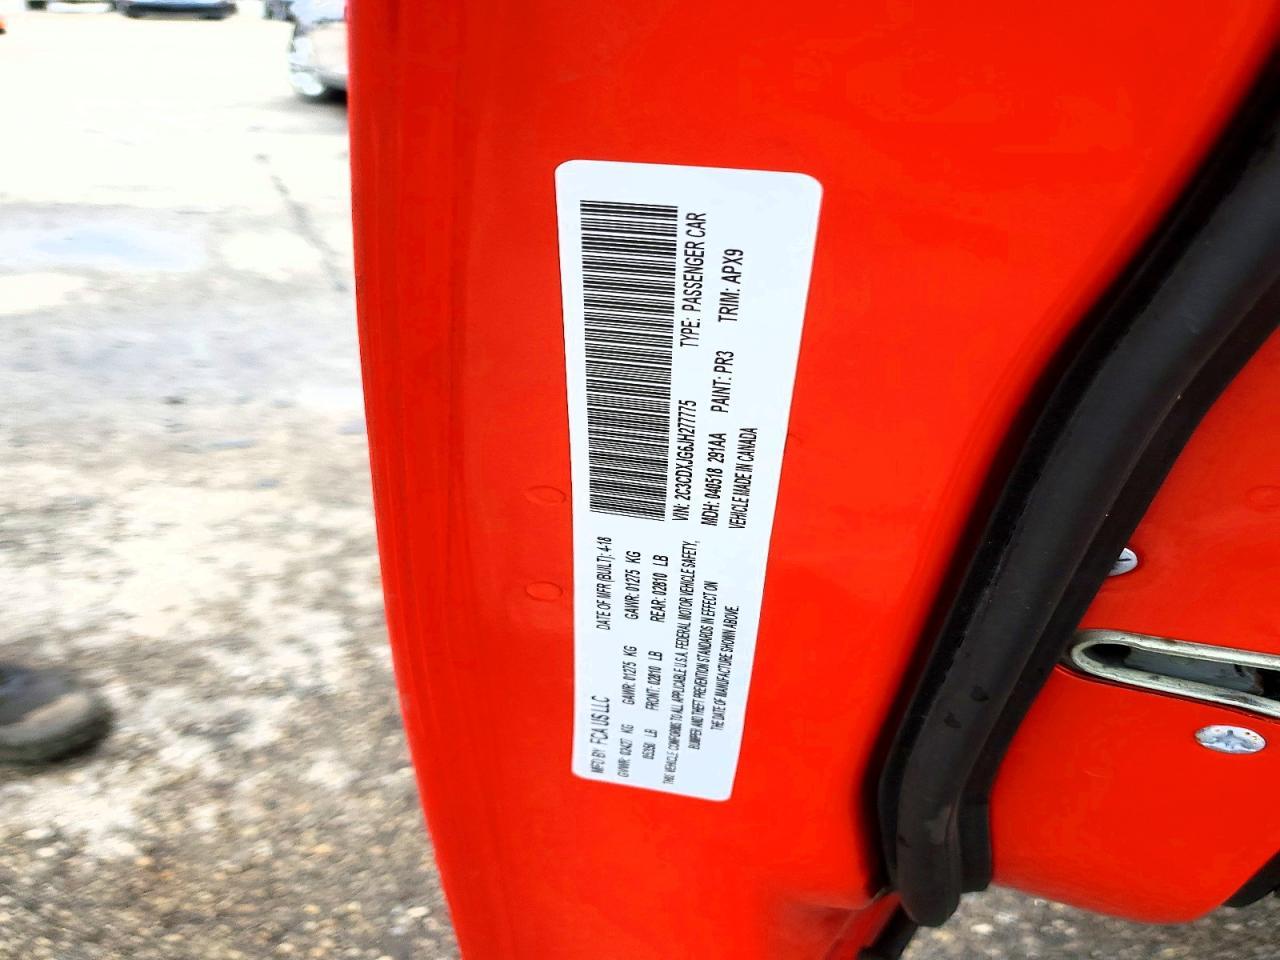 MFD BY: FCA US LLC DATE OF MFR (BUILT): 4-18
GVWR: 02427 KG GAWR: 01275 KG GAWR: 01275 KG
05350 LB FRONT: 02810 LB REAR: 02810 LB
THIS VEHICLE CONFORMS TO ALL APPLICABLE U.S.A. FEDERAL MOTOR VEHICLE SAFETY,
BUMPER AND THEFT PREVENTION STANDARDS IN EFFECT ON
THE DATE OF MANUFACTURE SHOWN ABOVE.
VIN: 2C3CDXJG6JH277775 TYPE: PASSENGER CAR
MDH: 040518 291AA PAINT: PR3 TRIM: APX9
VEHICLE MADE IN CANADA